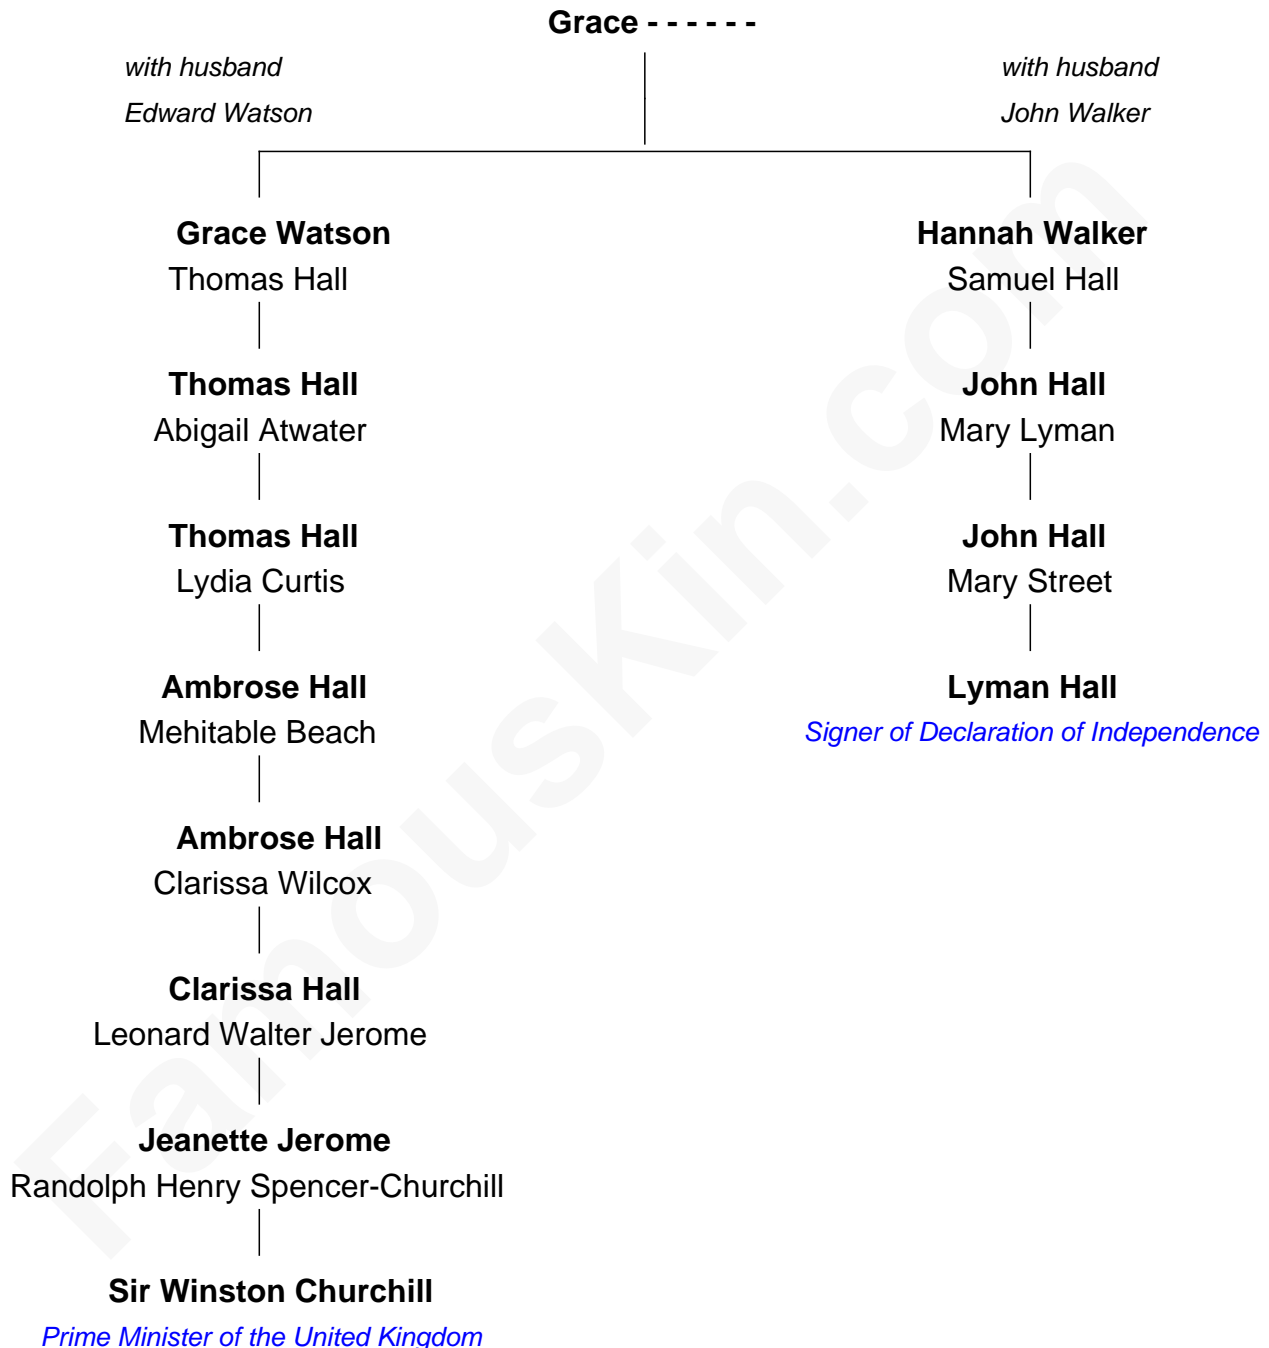 Grace - - - - - -
with husband
Edward Watson
with husband
John Walker
Grace Watson
Thomas Hall
Hannah Walker
Samuel Hall
Thomas Hall
Abigail Atwater
John Hall
Mary Lyman
Thomas Hall
Lydia Curtis
John Hall
Mary Street
Ambrose Hall
Mehitable Beach
Lyman Hall
Signer of Declaration of Independence
Ambrose Hall
Clarissa Wilcox
Clarissa Hall
Leonard Walter Jerome
Jeanette Jerome
Randolph Henry Spencer-Churchill
Sir Winston Churchill
Prime Minister of the United Kingdom
FamousKin.com